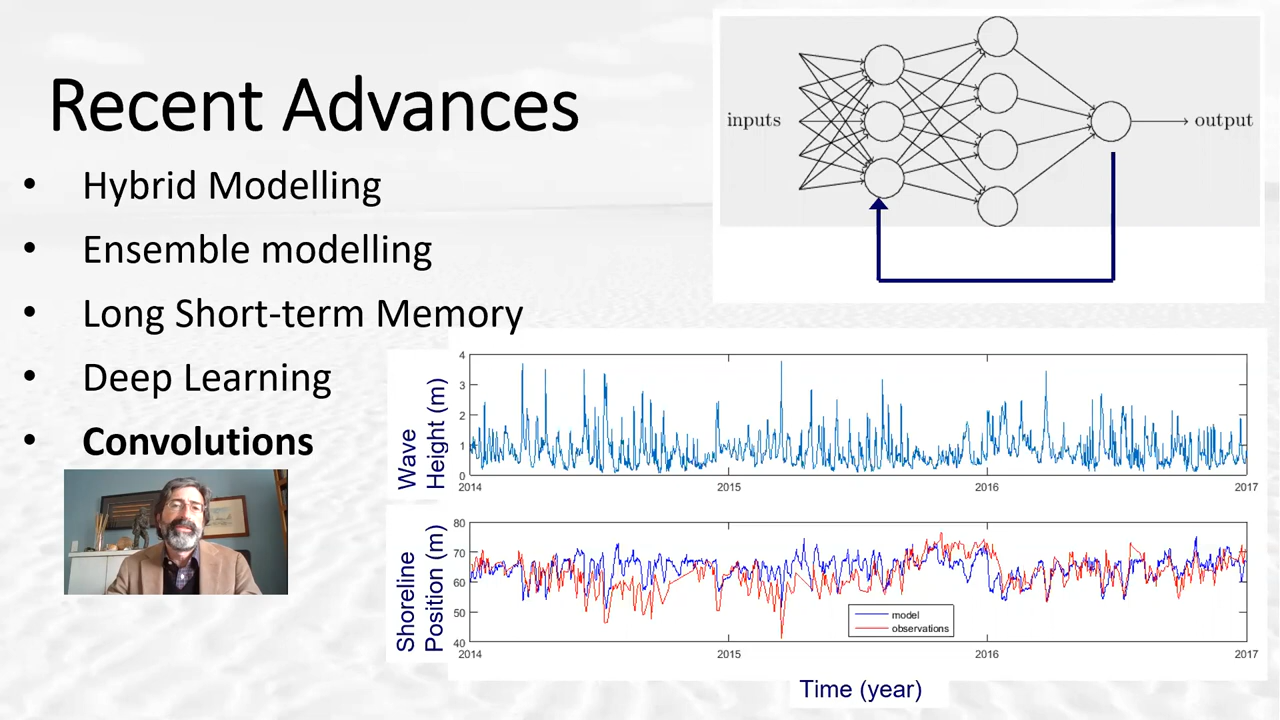 Recent Advances
• Hybrid Modelling
• Ensemble modelling
• Long Short-term Memory
• Deep Learning
• Convolutions
inputs
output
Wave
Height (m)
4
3
2
1
0
2014 2015 2016 2017
Shoreline
Position (m)
80
70
60
50
40
model
observations
2014 2015 2016 2017
Time (year)